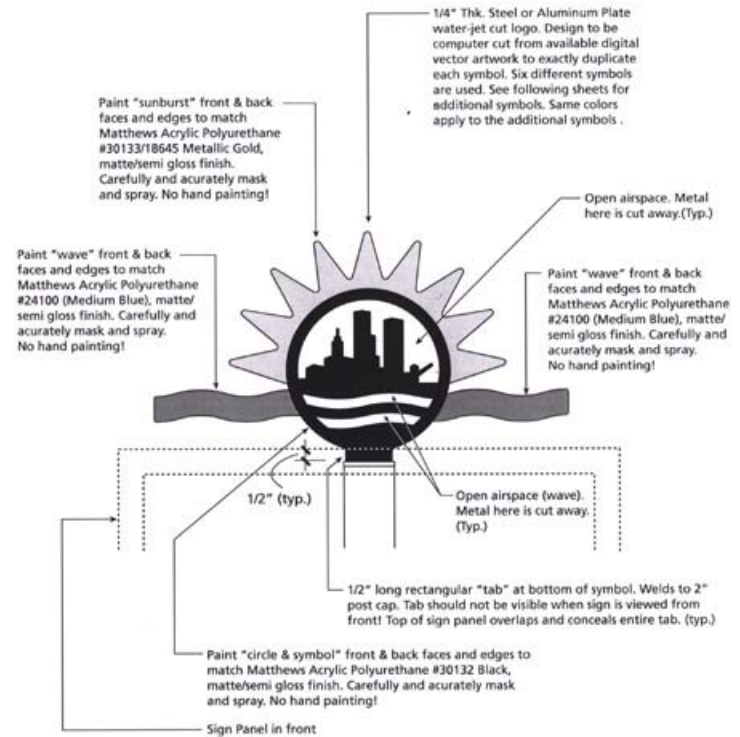 1/4" Thk. Steel or Aluminum Plate
water-jet cut logo. Design to be
computer cut from available digital
vector artwork to exactly duplicate
each symbol. Six different symbols
are used. See following sheets for
additional symbols. Same colors
apply to the additional symbols .
Paint "sunburst" front & back
faces and edges to match
Matthews Acrylic Polyurethane
#30133/18645 Metallic Gold,
matte/semi gloss finish.
Carefully and acurately mask
and spray. No hand painting!
Open airspace. Metal
here is cut away.(Typ.)
Paint "wave" front & back
faces and edges to match
Matthews Acrylic Polyurethane
#24100 (Medium Blue), matte/
semi gloss finish. Carefully and
acurately mask and spray.
No hand painting!
Paint "wave" front & back
faces and edges to match
Matthews Acrylic Polyurethane
#24100 (Medium Blue), matte/
semi gloss finish. Carefully and
acurately mask and spray.
No hand painting!
1/2" (typ.)
Open airspace (wave).
Metal here is cut away.
(Typ.)
1/2" long rectangular "tab" at bottom of symbol. Welds to 2"
post cap. Tab should not be visible when sign is viewed from
front! Top of sign panel overlaps and conceals entire tab. (typ.)
Paint "circle & symbol" front & back faces and edges to
match Matthews Acrylic Polyurethane #30132 Black,
matte/semi gloss finish. Carefully and acurately mask
and spray. No hand painting!
Sign Panel in front